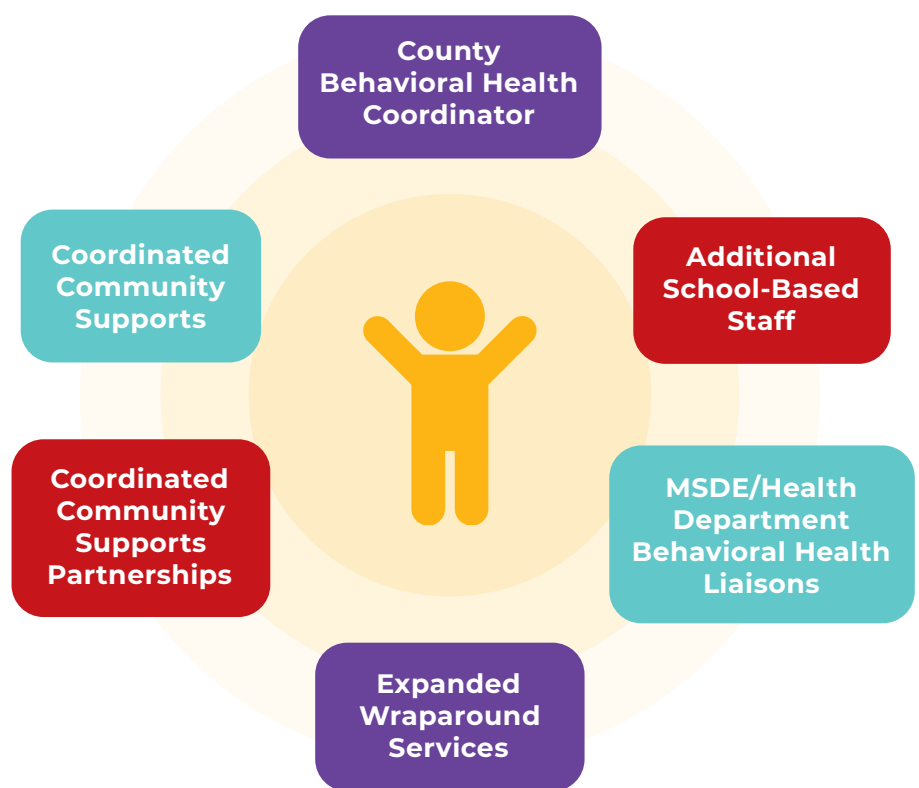 County
Behavioral Health
Coordinator
Coordinated
Community
Supports
Additional
School-Based
Staff
Coordinated
Community
Supports
Partnerships
MSDE/Health
Department
Behavioral Health
Liaisons
Expanded
Wraparound
Services